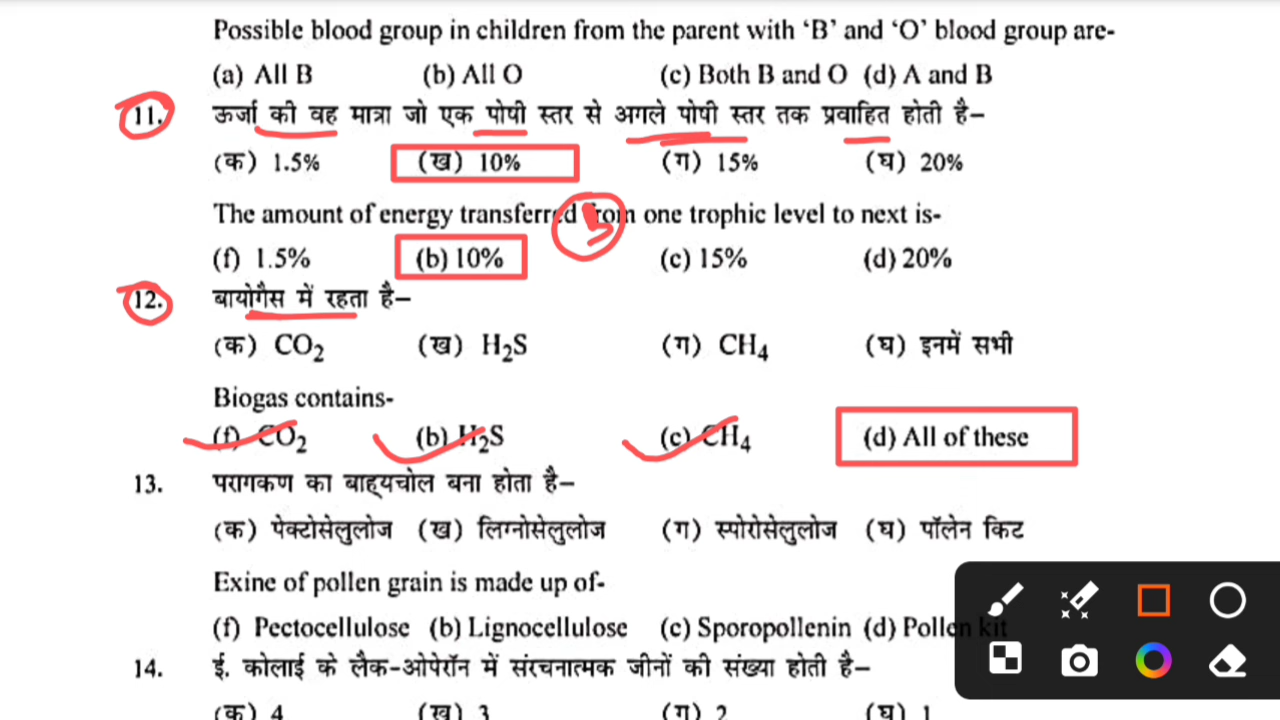 Possible blood group in children from the parent with ‘B’ and ‘O’ blood group are-
(a) All B (b) All O (c) Both B and O (d) A and B
11. ऊर्जा की वह मात्रा जो एक पोषी स्तर से अगले पोषी स्तर तक प्रवाहित होती है–
(क) 1.5% (ख) 10% (ग) 15% (घ) 20%
The amount of energy transferred from one trophic level to next is-
(f) 1.5% (b) 10% (c) 15% (d) 20%
12. बायोगैस में रहता है–
(क) CO₂ (ख) H₂S (ग) CH₄ (घ) इनमें सभी
Biogas contains-
(f) CO₂ (b) H₂S (c) CH₄ (d) All of these
13. परागकण का बाह्यचोल बना होता है–
(क) पेक्टोसेलुलोज (ख) लिग्नोसेलुलोज (ग) स्पोरोसेलुलोज (घ) पॉलेन किट
Exine of pollen grain is made up of-
(f) Pectocellulose (b) Lignocellulose (c) Sporopollenin (d) Pollen kit
14. ई. कोलाई के लैक-ओपेरॉन में संरचनात्मक जीनों की संख्या होती है–
(क) 4 (ख) 3 (ग) 2 (घ) 1